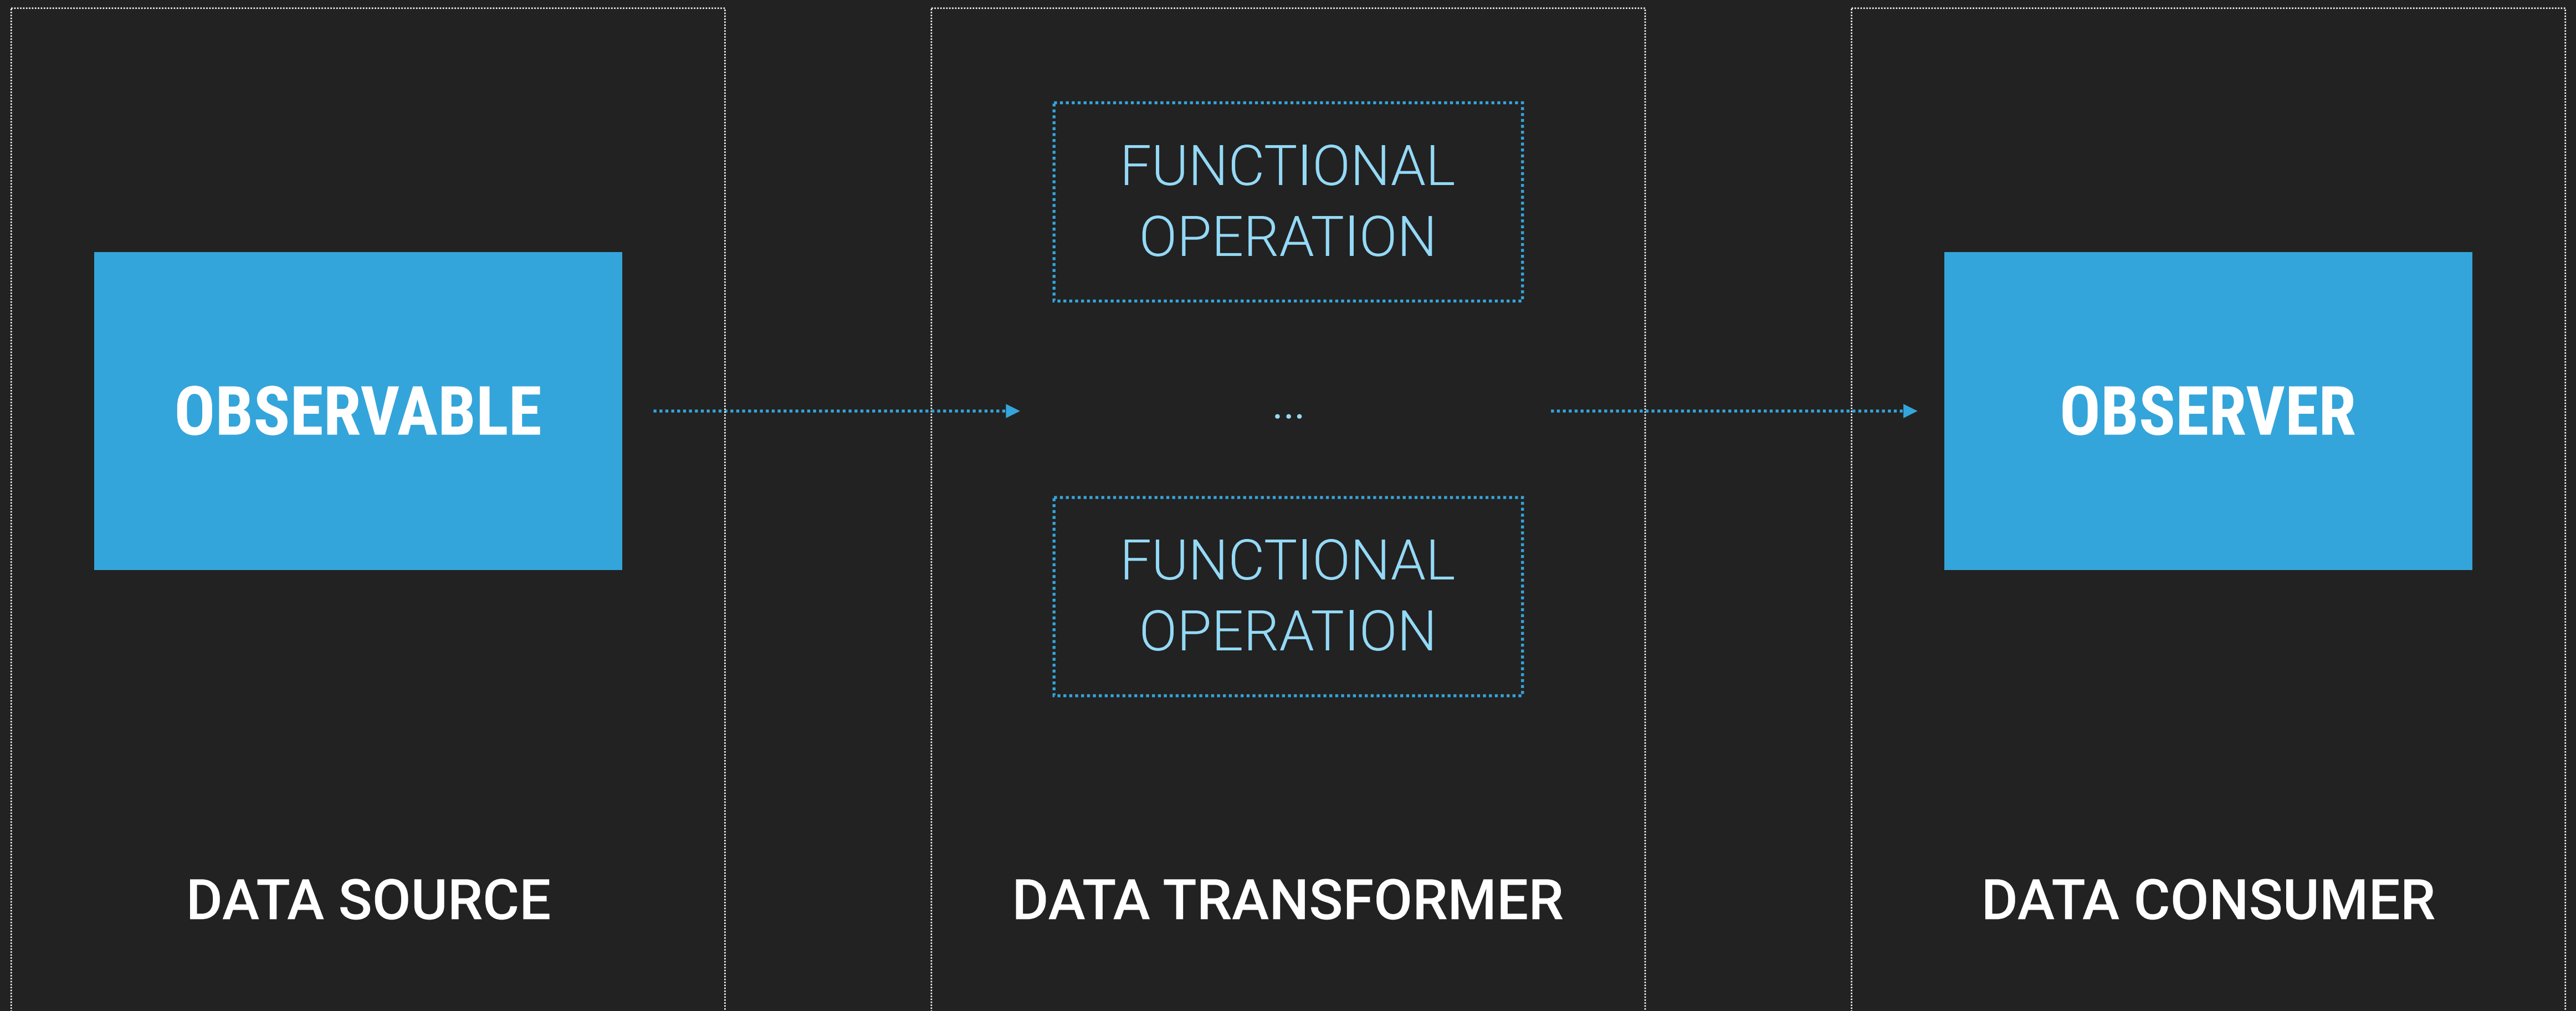 FUNCTIONAL
OPERATION
OBSERVABLE
...
OBSERVER
FUNCTIONAL
OPERATION
DATA SOURCE
DATA TRANSFORMER
DATA CONSUMER